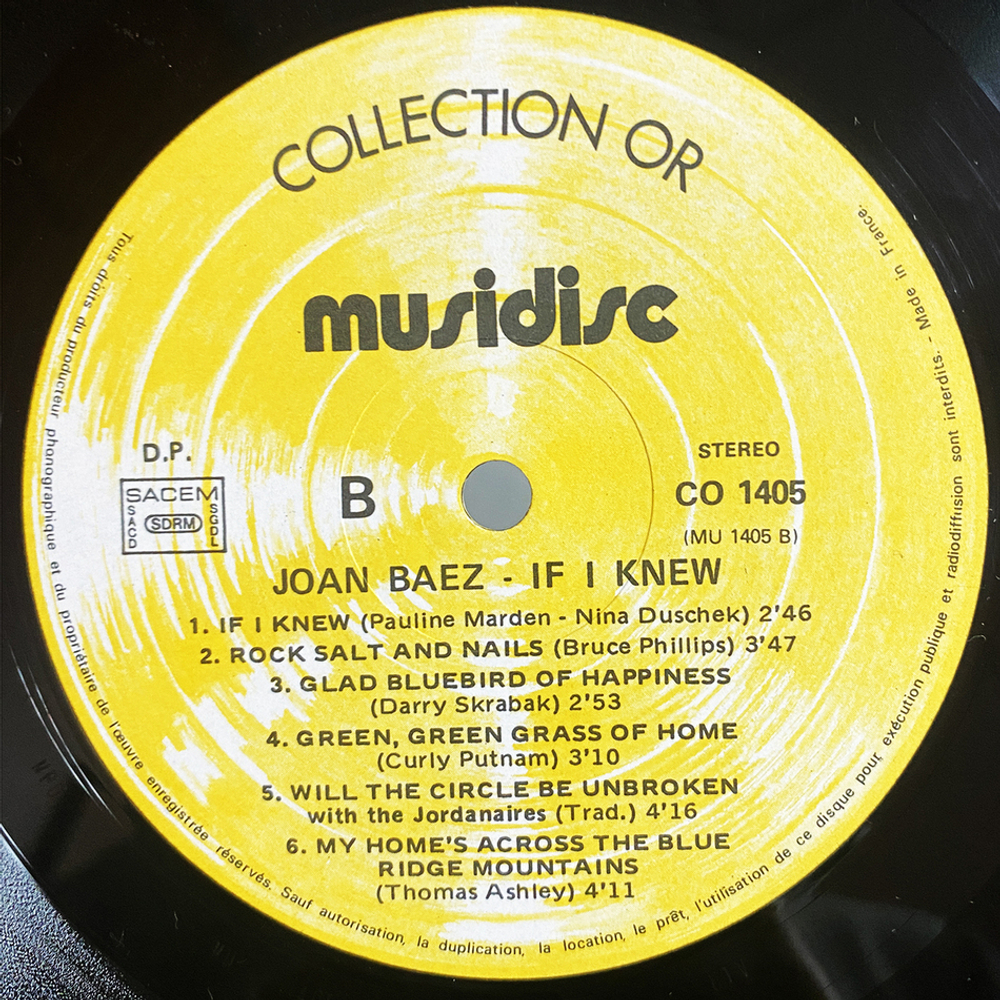 COLLECTION OR
musidisc
D.P.
SACEM
SACD
SDRM
SGDL
B
STEREO
CO 1405
(MU 1405 B)
JOAN BAEZ - IF I KNEW
1. IF I KNEW (Pauline Marden - Nina Duschek) 2'46
2. ROCK SALT AND NAILS (Bruce Phillips) 3'47
3. GLAD BLUEBIRD OF HAPPINESS
(Darry Skrabak) 2'53
4. GREEN, GREEN GRASS OF HOME
(Curly Putnam) 3'10
5. WILL THE CIRCLE BE UNBROKEN
with the Jordanaires (Trad.) 4'16
6. MY HOME'S ACROSS THE BLUE
RIDGE MOUNTAINS
(Thomas Ashley) 4'11
Tous droits du producteur phonographique et du propriétaire de l'œuvre enregistrée réservés. Sauf autorisation, la duplication, la location, le prêt, l'utilisation de ce disque pour exécution publique et radiodiffusion sont interdits. - Made in France.